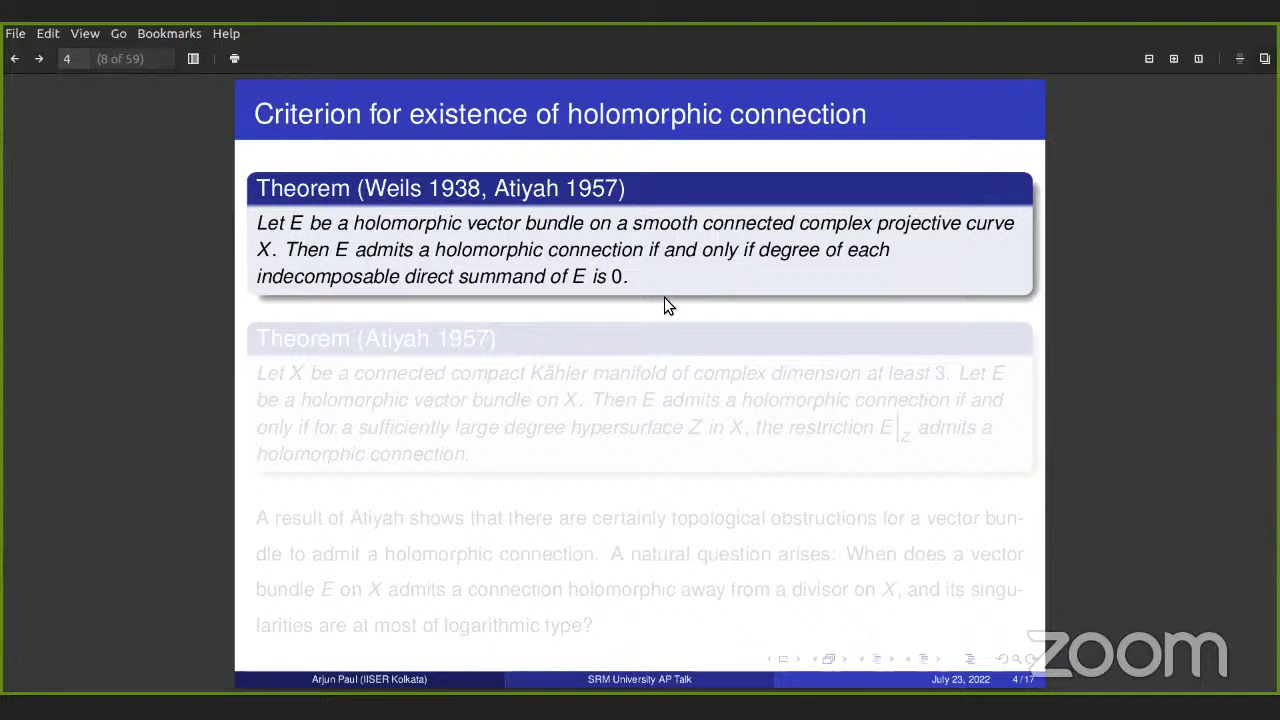 File Edit View Go Bookmarks Help
4 (8 of 59)
Criterion for existence of holomorphic connection
Theorem (Weils 1938, Atiyah 1957)
Let E be a holomorphic vector bundle on a smooth connected complex projective curve
X. Then E admits a holomorphic connection if and only if degree of each
indecomposable direct summand of E is 0.
Theorem (Atiyah 1957)
Let X be a connected compact Kähler manifold of complex dimension at least 3. Let E
be a holomorphic vector bundle on X. Then E admits a holomorphic connection if and
only if for a sufficiently large degree hypersurface Z in X, the restriction E|_Z admits a
holomorphic connection.
A result of Atiyah shows that there are certainly topological obstructions for a vector bun-
dle to admit a holomorphic connection. A natural question arises: When does a vector
bundle E on X admits a connection holomorphic away from a divisor on X, and its singu-
larities are at most of logarithmic type?
zoom
Arjun Paul (IISER Kolkata) SRM University AP Talk July 23, 2022 4/17